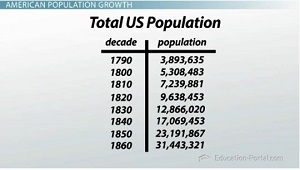 AMERICAN POPULATION GROWTH
Total US Population
decade population
1790 3,893,635
1800 5,308,483
1810 7,239,881
1820 9,638,453
1830 12,866,020
1840 17,069,453
1850 23,191,867
1860 31,443,321
Education-Portal.com